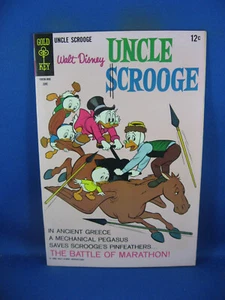 GOLD KEY
UNCLE SCROOGE
12¢
Walt Disney
UNCLE
$CROOGE
IN ANCIENT GREECE
A MECHANICAL PEGASUS
SAVES SCROOGE'S PINFEATHERS...
THE BATTLE OF MARATHON!